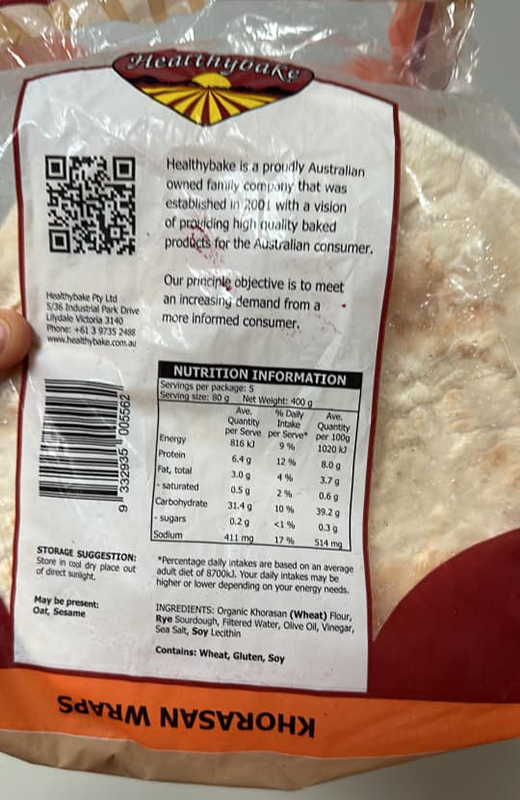 Healthybake
Healthybake is a proudly Australian
owned family company that was
established in 2001 with a vision
of providing high quality baked
products for the Australian consumer.
Our principle objective is to meet
an increasing demand from a
more informed consumer.
Healthybake Pty Ltd
5/36 Industrial Park Drive
Lilydale Victoria 3140
Phone: +61 3 9735 2488
www.healthybake.com.au
NUTRITION INFORMATION
Servings per package: 5
Serving size: 80 g Net Weight: 400 g
Ave. Quantity per Serve % Daily Intake per Serve* Ave. Quantity per 100g
Energy 816 kJ 9 % 1020 kJ
Protein 6.4 g 12 % 8.0 g
Fat, total 3.0 g 4 % 3.7 g
- saturated 0.5 g 2 % 0.6 g
Carbohydrate 31.4 g 10 % 39.2 g
- sugars 0.2 g <1 % 0.3 g
Sodium 411 mg 17 % 514 mg
*Percentage daily intakes are based on an average
adult diet of 8700kJ. Your daily intakes may be
higher or lower depending on your energy needs.
9 332935 005562
STORAGE SUGGESTION:
Store in cool dry place out
of direct sunlight.
May be present:
Oat, Sesame
INGREDIENTS: Organic Khorasan (Wheat) Flour,
Rye Sourdough, Filtered Water, Olive Oil, Vinegar,
Sea Salt, Soy Lecithin
Contains: Wheat, Gluten, Soy
KHORASAN WRAPS